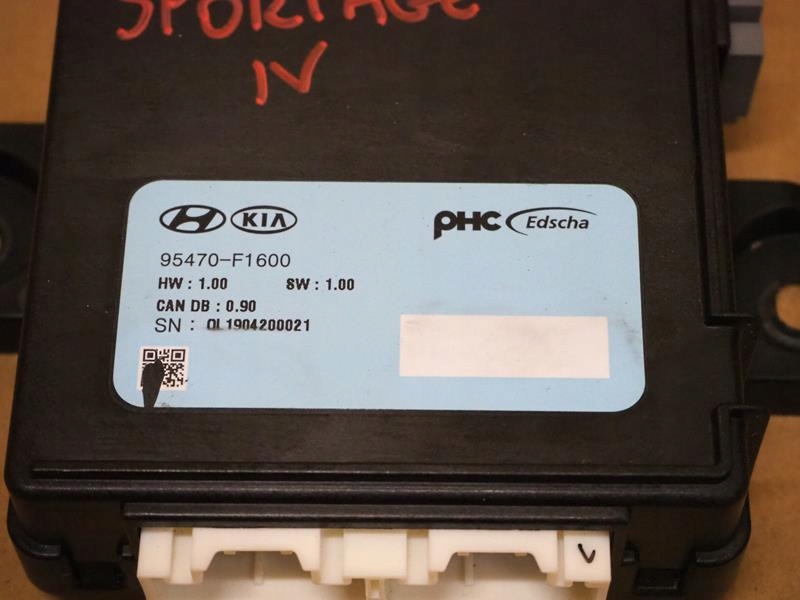 SPORTAGE
IV
HYUNDAI KIA PHC Edscha
95470-F1600
HW : 1.00 SW : 1.00
CAN DB : 0.90
SN : QL1904200021
V